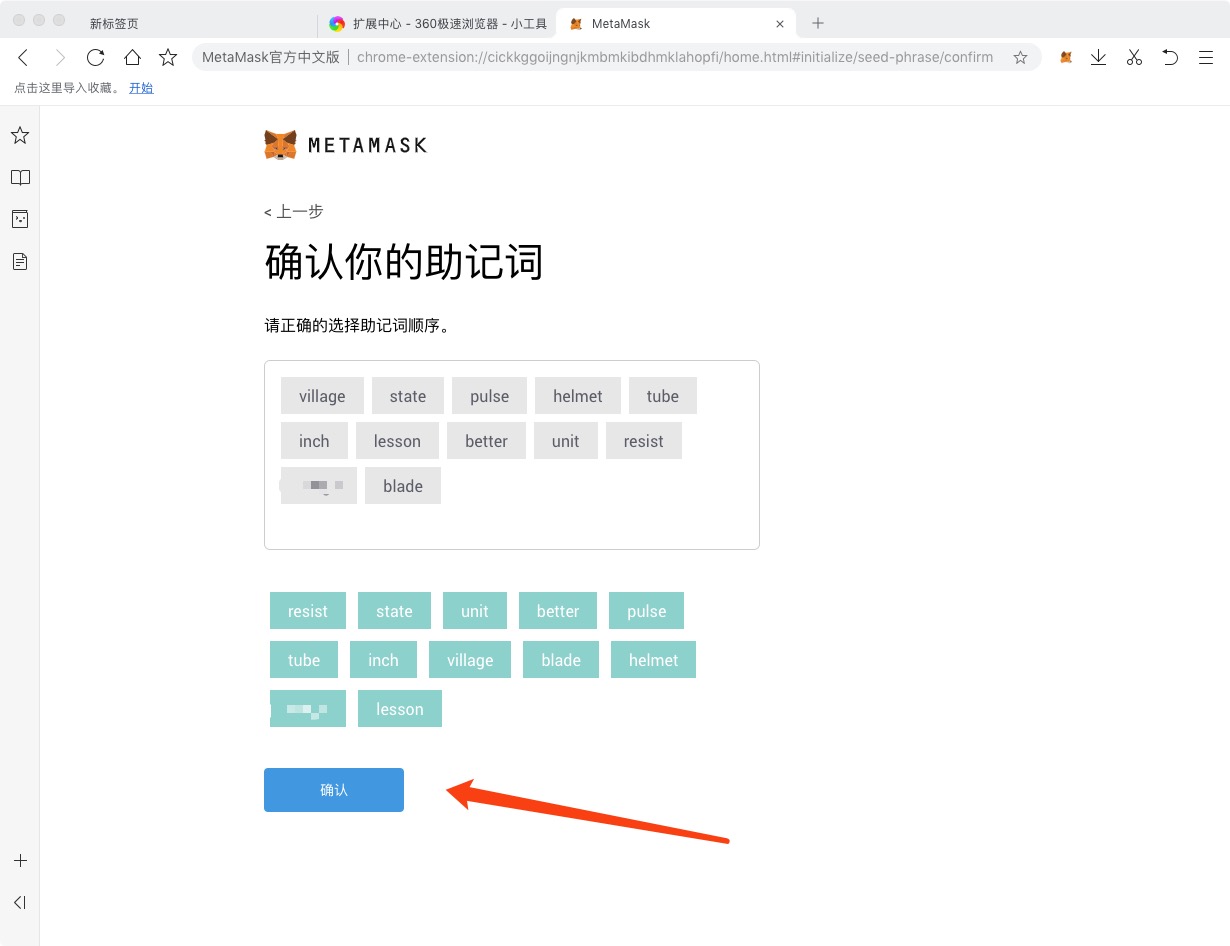 新标签页 扩展中心 - 360极速浏览器 - 小工具 MetaMask
MetaMask官方中文版 chrome-extension://cickkggoijngnjkmbmkibdhmklahopfi/home.html#initialize/seed-phrase/confirm
点击这里导入收藏。 开始
METAMASK
< 上一步
确认你的助记词
请正确的选择助记词顺序。
village state pulse helmet tube
inch lesson better unit resist
blade
resist state unit better pulse
tube inch village blade helmet
lesson
确认